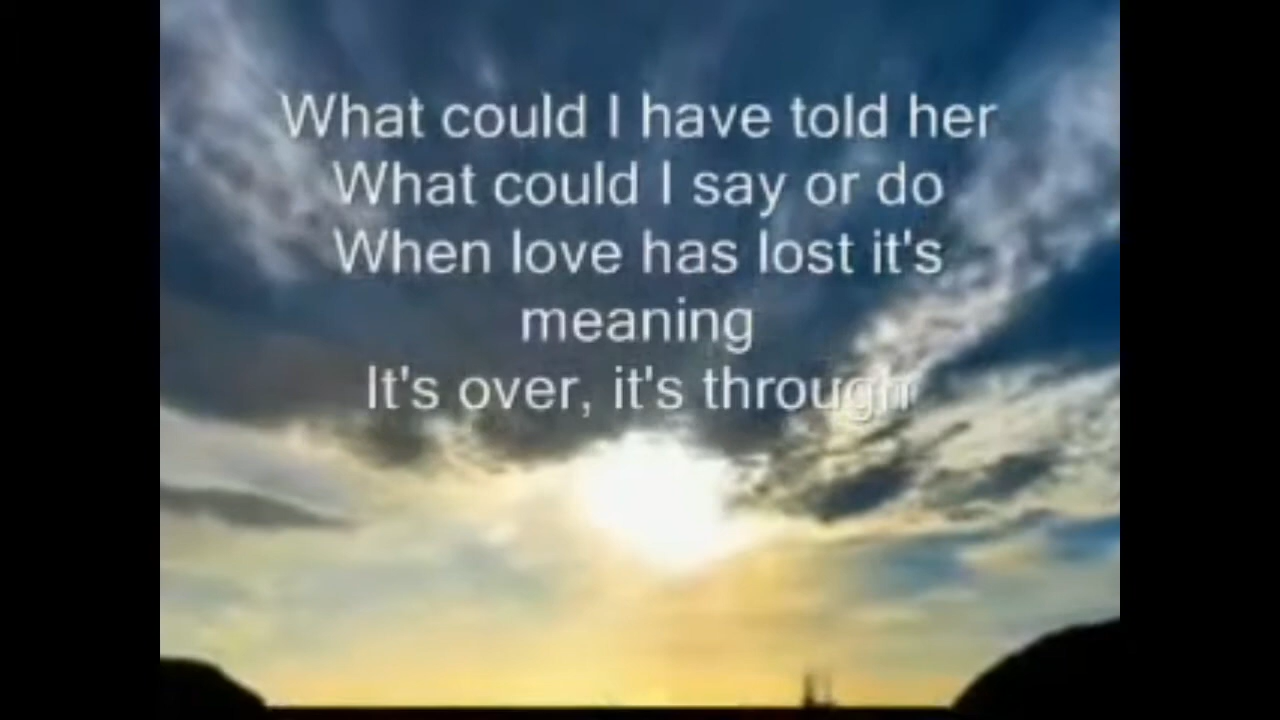 What could I have told her
What could I say or do
When love has lost it's
meaning
It's over, it's through